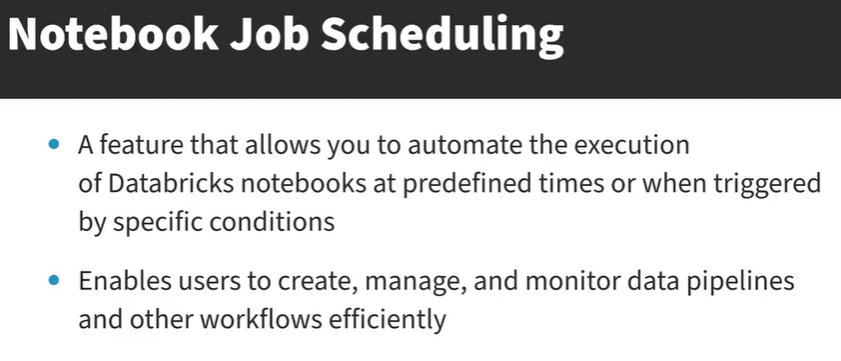 Notebook Job Scheduling
• A feature that allows you to automate the execution
of Databricks notebooks at predefined times or when triggered
by specific conditions
• Enables users to create, manage, and monitor data pipelines
and other workflows efficiently